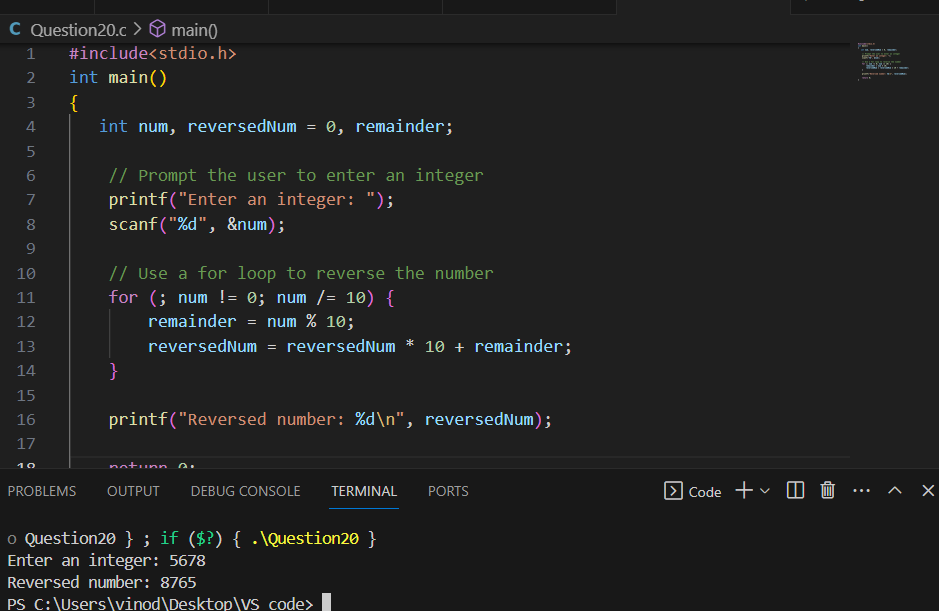 C Question20.c > main()
1 #include<stdio.h>
2 int main()
3 {
4 int num, reversedNum = 0, remainder;
5
6 // Prompt the user to enter an integer
7 printf("Enter an integer: ");
8 scanf("%d", &num);
9
10 // Use a for loop to reverse the number
11 for (; num != 0; num /= 10) {
12 remainder = num % 10;
13 reversedNum = reversedNum * 10 + remainder;
14 }
15
16 printf("Reversed number: %d\n", reversedNum);
17
18 return 0;
PROBLEMS OUTPUT DEBUG CONSOLE TERMINAL PORTS Code
o Question20 } ; if ($?) { .\Question20 }
Enter an integer: 5678
Reversed number: 8765
PS C:\Users\vinod\Desktop\VS code>